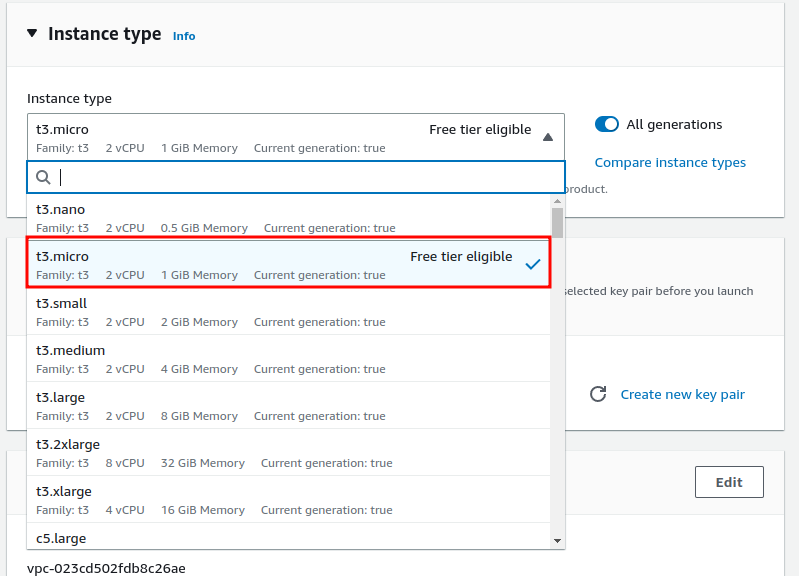 Instance type Info
Instance type
t3.micro Free tier eligible
Family: t3 2 vCPU 1 GiB Memory Current generation: true
All generations
Compare instance types
product.
t3.nano
Family: t3 2 vCPU 0.5 GiB Memory Current generation: true
t3.micro Free tier eligible
Family: t3 2 vCPU 1 GiB Memory Current generation: true
selected key pair before you launch
t3.small
Family: t3 2 vCPU 2 GiB Memory Current generation: true
t3.medium
Family: t3 2 vCPU 4 GiB Memory Current generation: true
t3.large
Family: t3 2 vCPU 8 GiB Memory Current generation: true
Create new key pair
t3.2xlarge
Family: t3 8 vCPU 32 GiB Memory Current generation: true
t3.xlarge
Family: t3 4 vCPU 16 GiB Memory Current generation: true
Edit
c5.large
vpc-023cd502fdb8c26ae